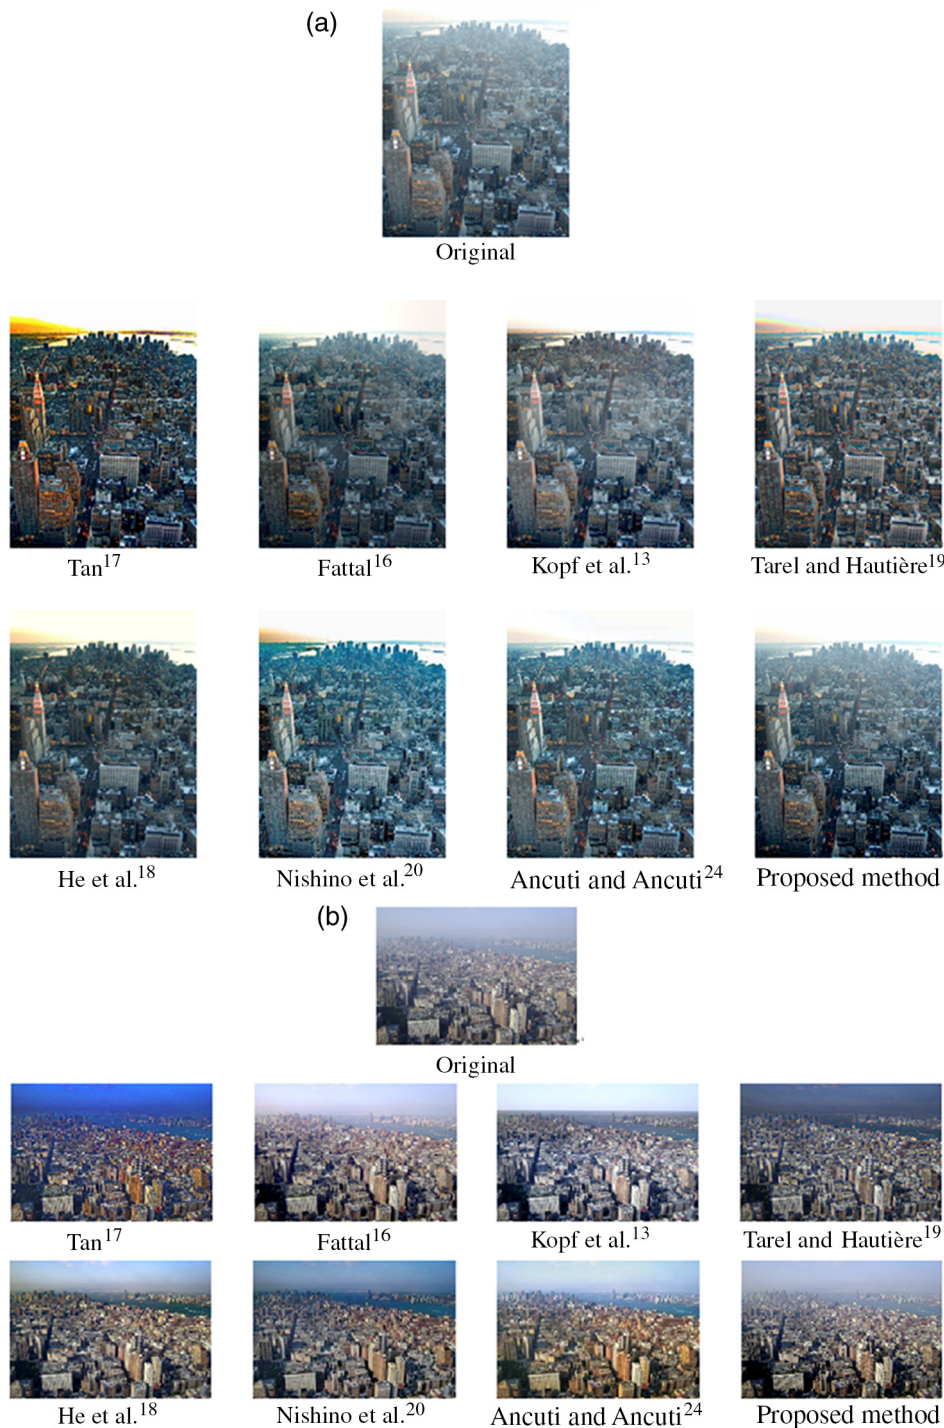 (a)
Original
Tan17 Fattal16 Kopf et al.13 Tarel and Hautière19
He et al.18 Nishino et al.20 Ancuti and Ancuti24 Proposed method
(b)
Original
Tan17 Fattal16 Kopf et al.13 Tarel and Hautière19
He et al.18 Nishino et al.20 Ancuti and Ancuti24 Proposed method